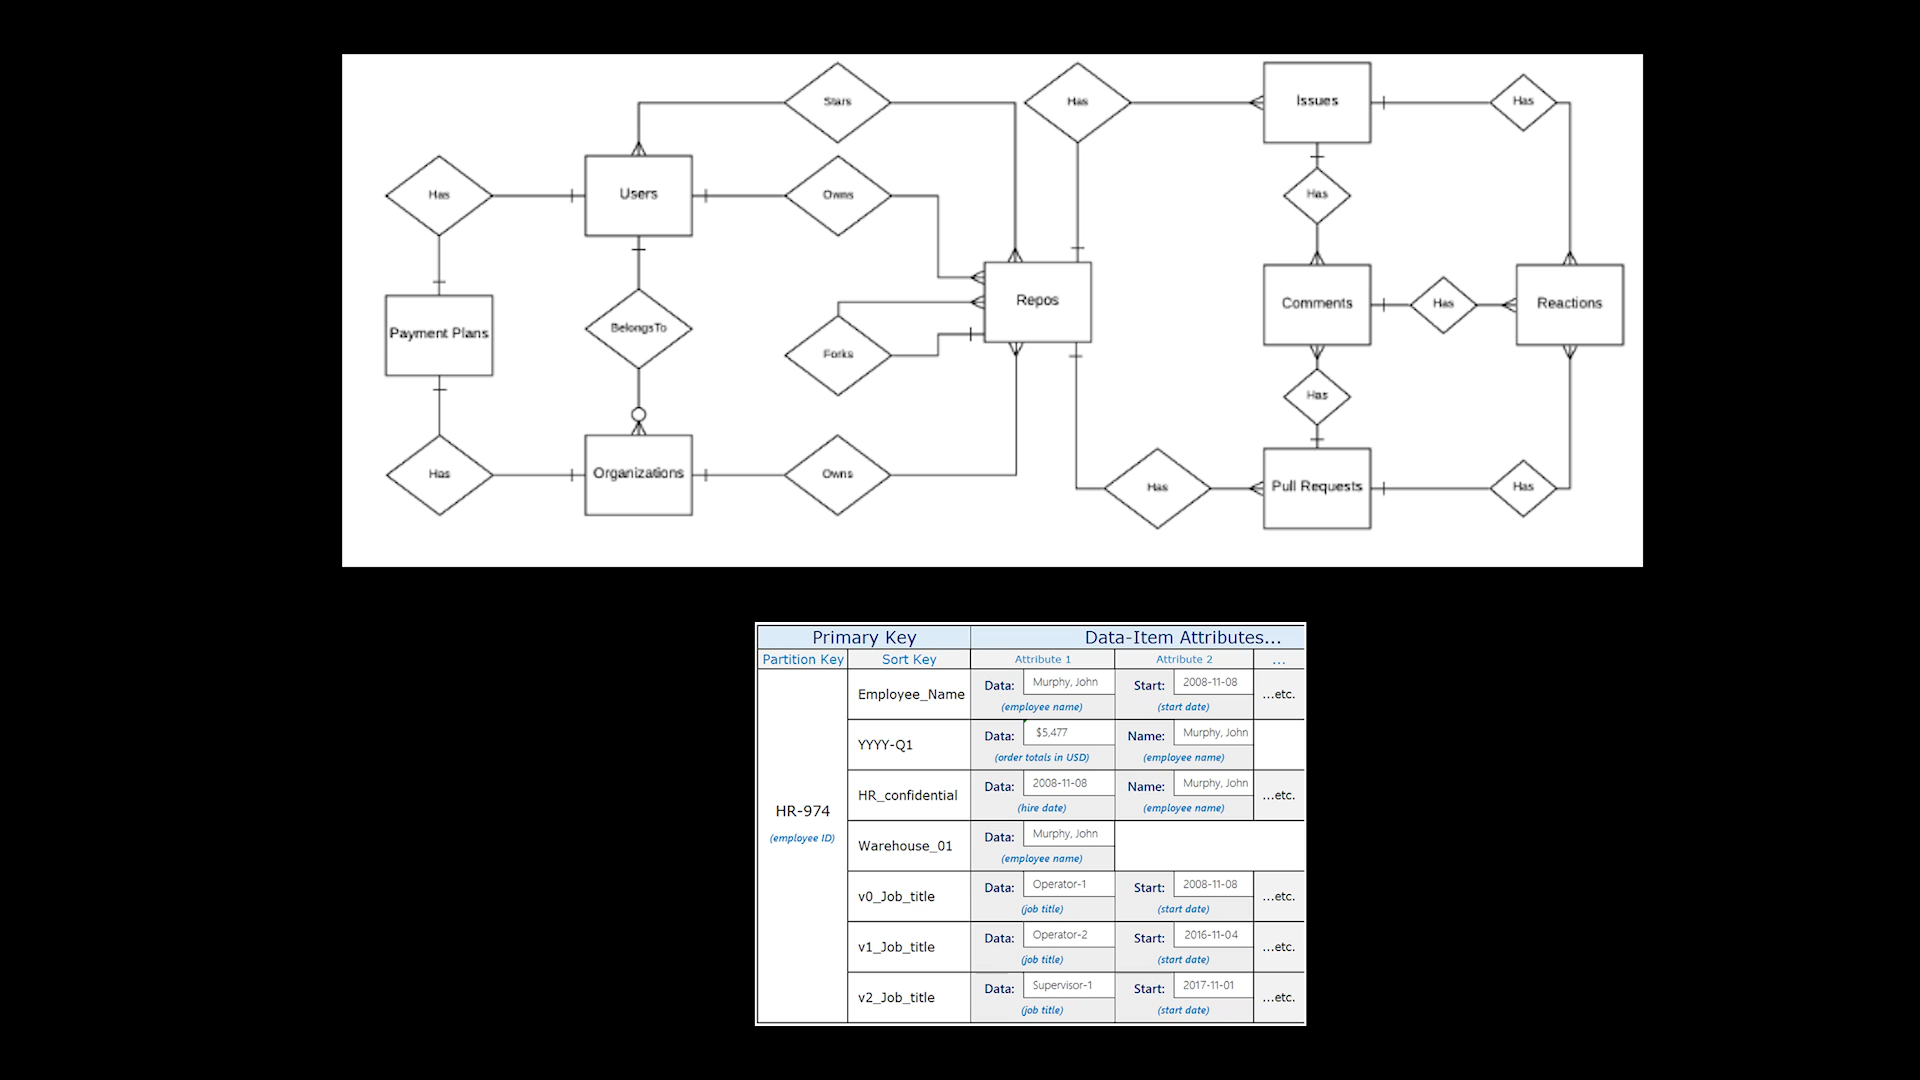 Stars
Has
Issues
Has
Has
Users
Owns
Has
Repos
Comments
Has
Reactions
Payment Plans
BelongsTo
Forks
Has
Has
Organizations
Owns
Has
Pull Requests
Has
Primary Key
Data-Item Attributes...
Partition Key
Sort Key
Attribute 1
Attribute 2
...
HR-974
(employee ID)
Employee_Name
Data: Murphy, John
(employee name)
Start: 2008-11-08
(start date)
...etc.
YYYY-Q1
Data: $5,477
(order totals in USD)
Name: Murphy, John
(employee name)
HR_confidential
Data: 2008-11-08
(hire date)
Name: Murphy, John
(employee name)
...etc.
Warehouse_01
Data: Murphy, John
(employee name)
v0_Job_title
Data: Operator-1
(job title)
Start: 2008-11-08
(start date)
...etc.
v1_Job_title
Data: Operator-2
(job title)
Start: 2016-11-04
(start date)
...etc.
v2_Job_title
Data: Supervisor-1
(job title)
Start: 2017-11-01
(start date)
...etc.